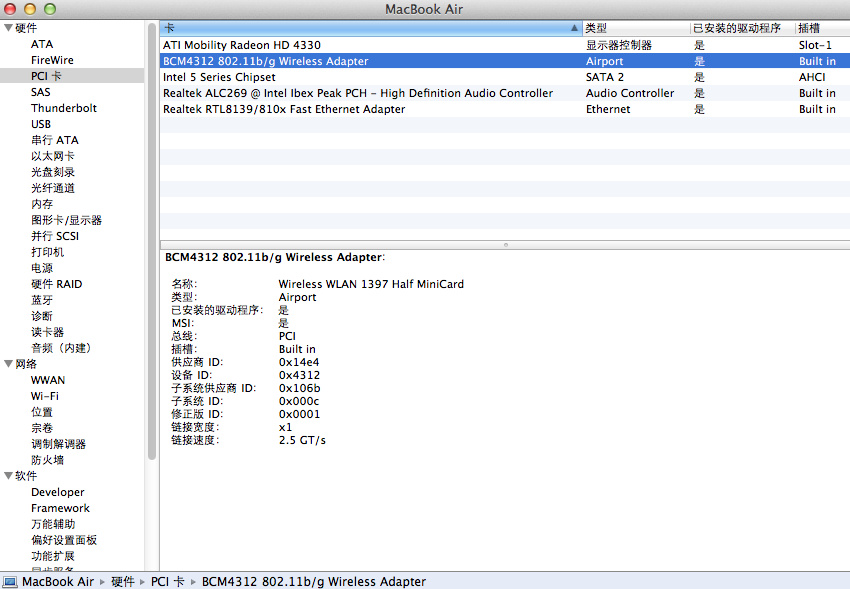 MacBook Air
硬件
ATA
FireWire
PCI 卡
SAS
Thunderbolt
USB
串行 ATA
以太网卡
光盘刻录
光纤通道
内存
图形卡/显示器
并行 SCSI
打印机
电源
硬件 RAID
蓝牙
诊断
读卡器
音频（内建）
网络
WWAN
Wi-Fi
位置
宗卷
调制解调器
防火墙
软件
Developer
Framework
万能辅助
偏好设置面板
功能扩展
卡 类型 已安装的驱动程序 插槽
ATI Mobility Radeon HD 4330 显示器控制器 是 Slot-1
BCM4312 802.11b/g Wireless Adapter Airport 是 Built in
Intel 5 Series Chipset SATA 2 是 AHCI
Realtek ALC269 @ Intel Ibex Peak PCH - High Definition Audio Controller Audio Controller 是 Built in
Realtek RTL8139/810x Fast Ethernet Adapter Ethernet 是 Built in
BCM4312 802.11b/g Wireless Adapter:
名称: Wireless WLAN 1397 Half MiniCard
类型: Airport
已安装的驱动程序: 是
MSI: 是
总线: PCI
插槽: Built in
供应商 ID: 0x14e4
设备 ID: 0x4312
子系统供应商 ID: 0x106b
子系统 ID: 0x000c
修正版 ID: 0x0001
链接宽度: x1
链接速度: 2.5 GT/s
MacBook Air 硬件 PCI 卡 BCM4312 802.11b/g Wireless Adapter